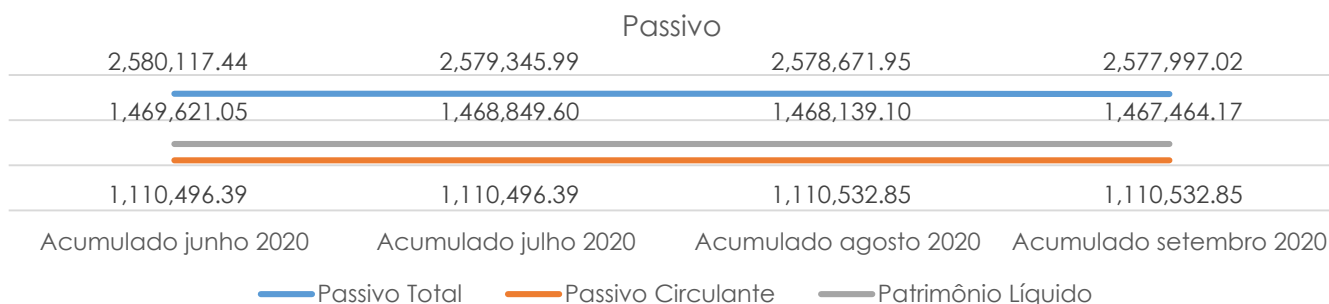 Passivo
2,580,117.44 2,579,345.99 2,578,671.95 2,577,997.02
1,469,621.05 1,468,849.60 1,468,139.10 1,467,464.17
1,110,496.39 1,110,496.39 1,110,532.85 1,110,532.85
Acumulado junho 2020 Acumulado julho 2020 Acumulado agosto 2020 Acumulado setembro 2020
Passivo Total Passivo Circulante Patrimônio Líquido